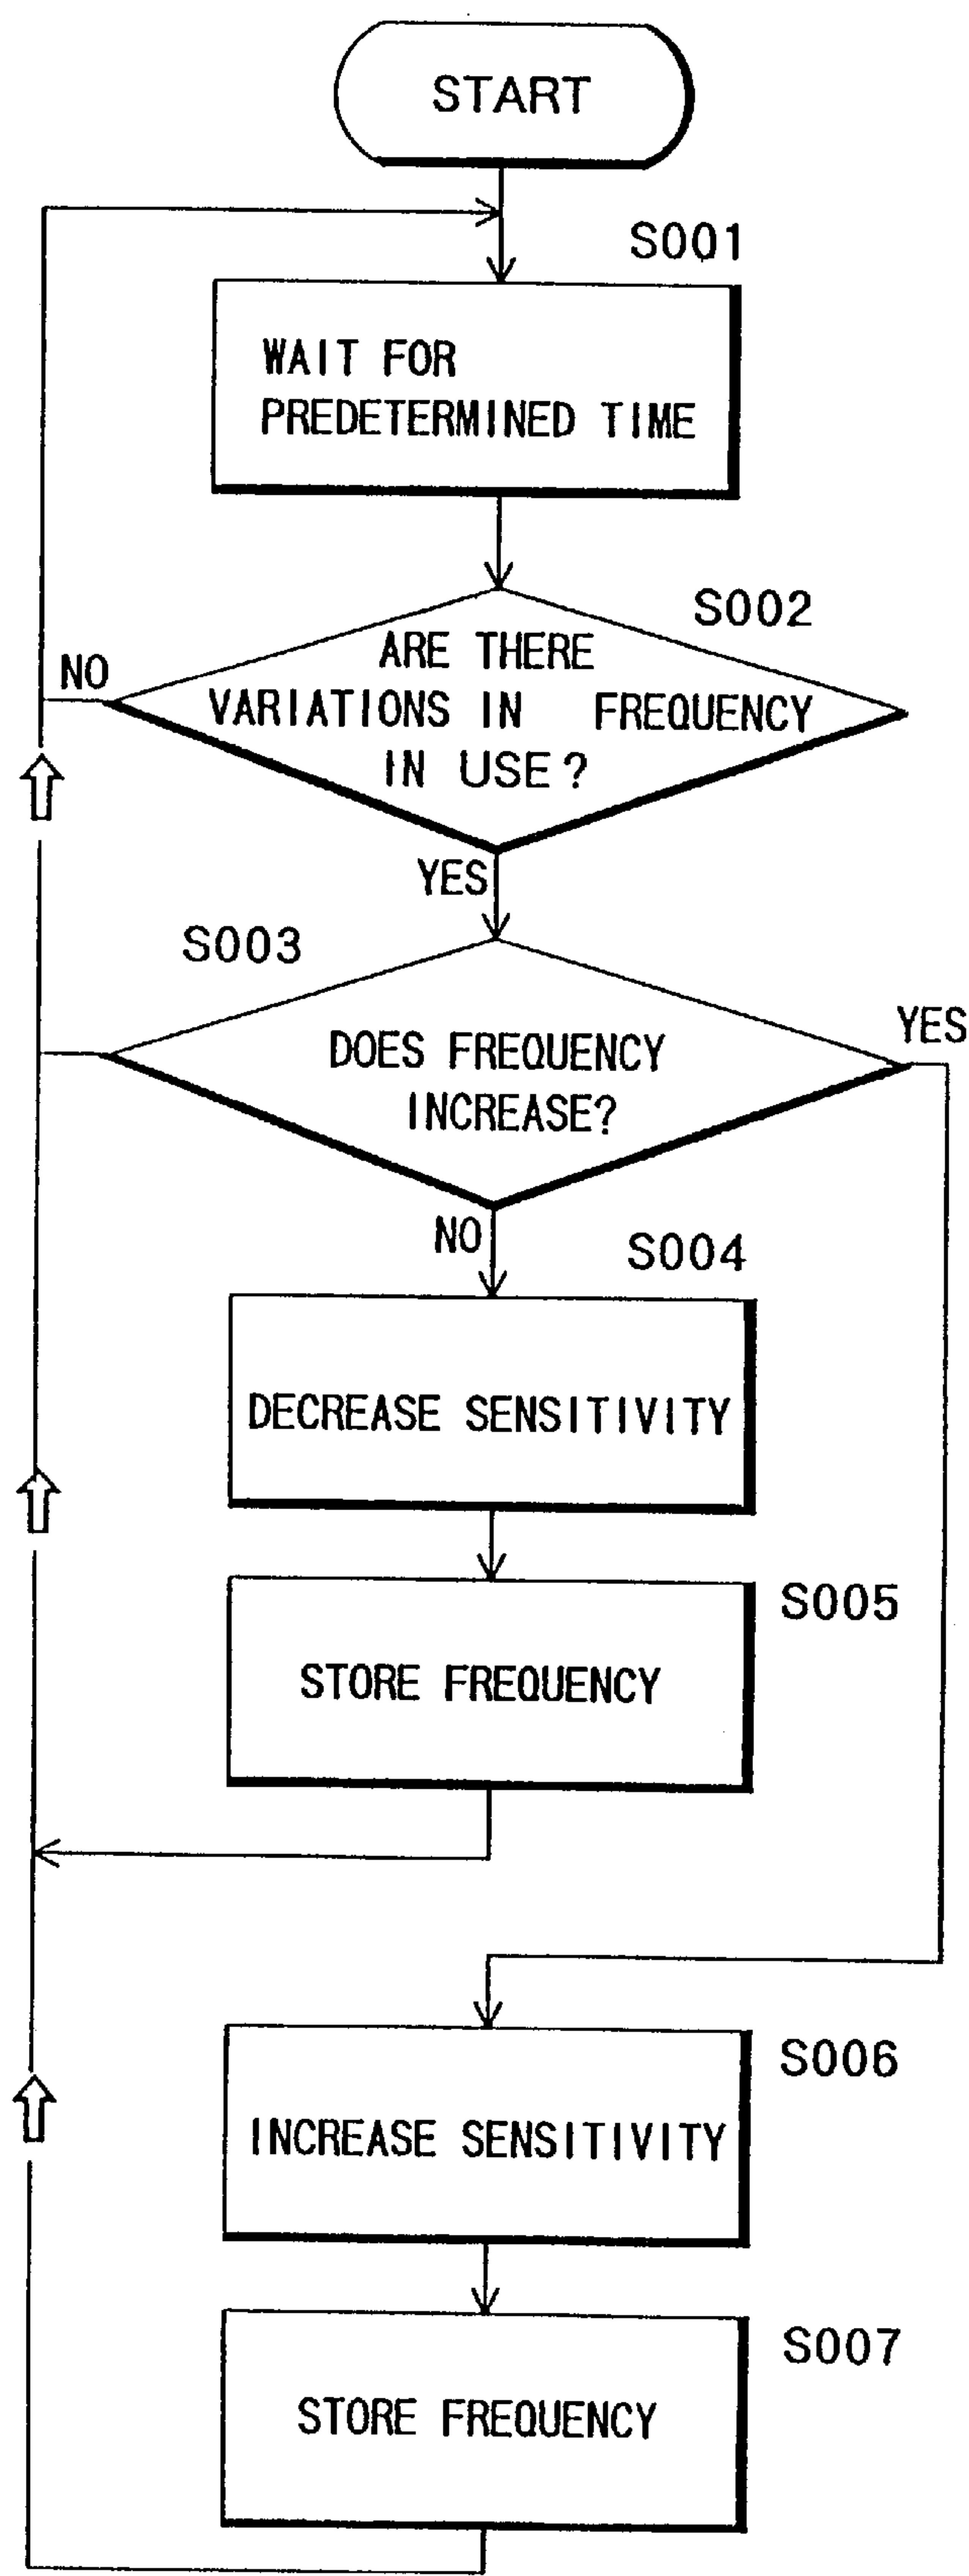 START
S001
WAIT FOR
PREDETERMINED TIME
S002
ARE THERE
NO
VARIATIONS IN FREQUENCY
IN USE?
YES
S003
YES
DOES FREQUENCY
INCREASE?
NO
S004
DECREASE SENSITIVITY
S005
STORE FREQUENCY
S006
INCREASE SENSITIVITY
S007
STORE FREQUENCY